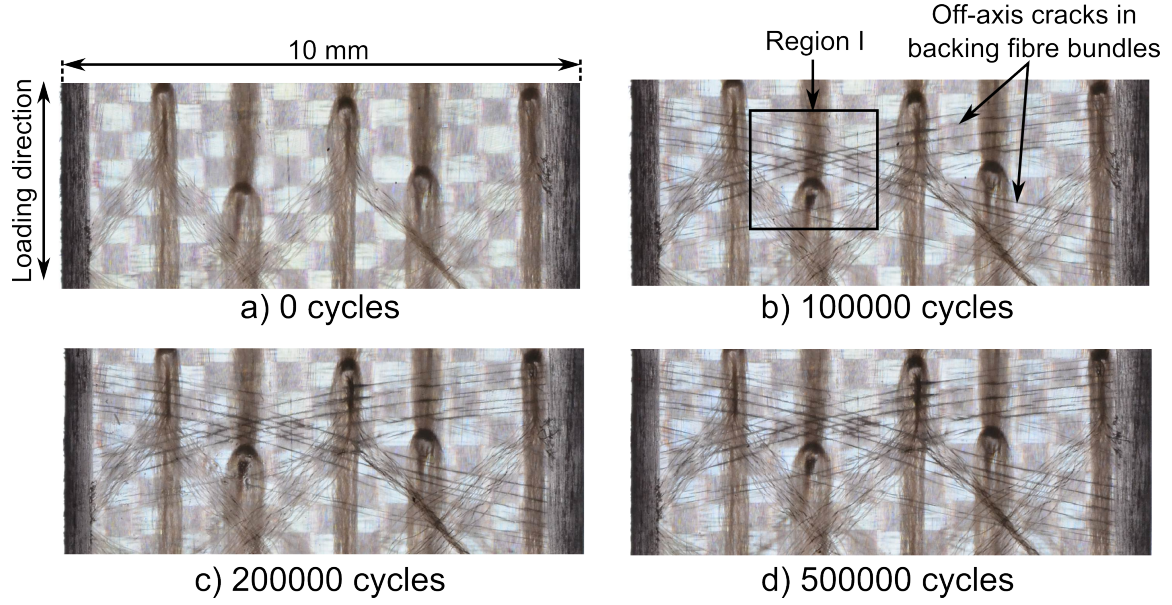 10 mm
Loading direction
Region I
Off-axis cracks in
backing fibre bundles
a) 0 cycles
b) 100000 cycles
c) 200000 cycles
d) 500000 cycles